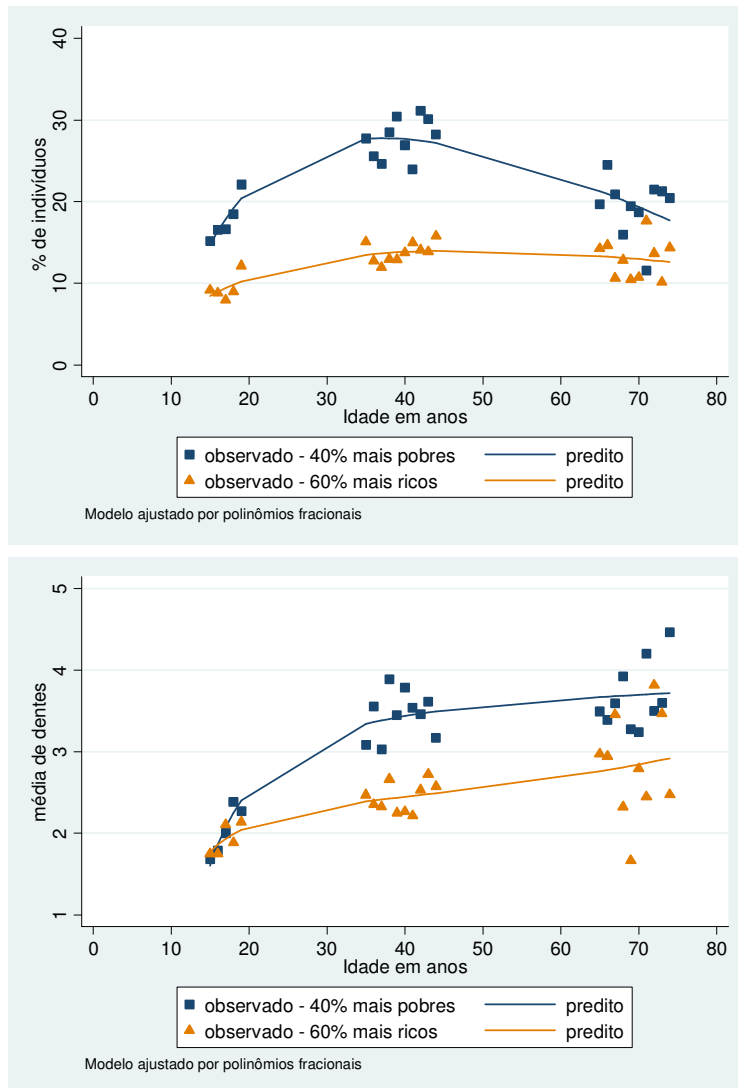 % de indivíduos
40
30
20
10
0
0 10 20 30 40 50 60 70 80
Idade em anos
observado - 40% mais pobres predito
observado - 60% mais ricos predito
Modelo ajustado por polinômios fracionais
média de dentes
5
4
3
2
1
0 10 20 30 40 50 60 70 80
Idade em anos
observado - 40% mais pobres predito
observado - 60% mais ricos predito
Modelo ajustado por polinômios fracionais